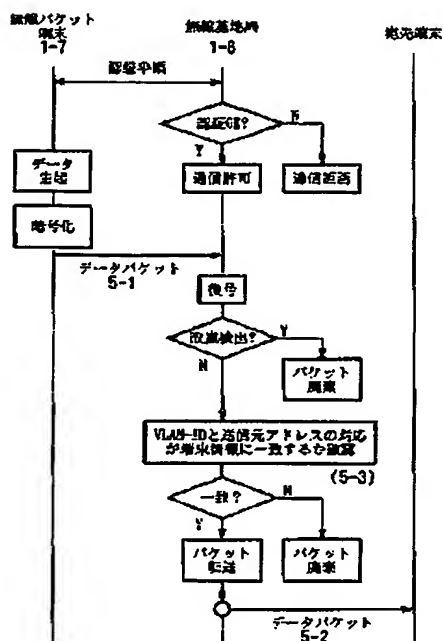 無線パケット
端末
1-7
無線基地局
1-8
宛先端末
認証手順
認証OK?
否
Y
データ
生起
通信許可
通信拒否
暗号化
データパケット
5-1
復号
改竄検出?
Y
N
パケット
廃棄
VLAN-IDと送信元アドレスの対応
が端末情報に一致するか確認
(5-3)
一致?
N
Y
パケット
転送
パケット
廃棄
データパケット
5-2